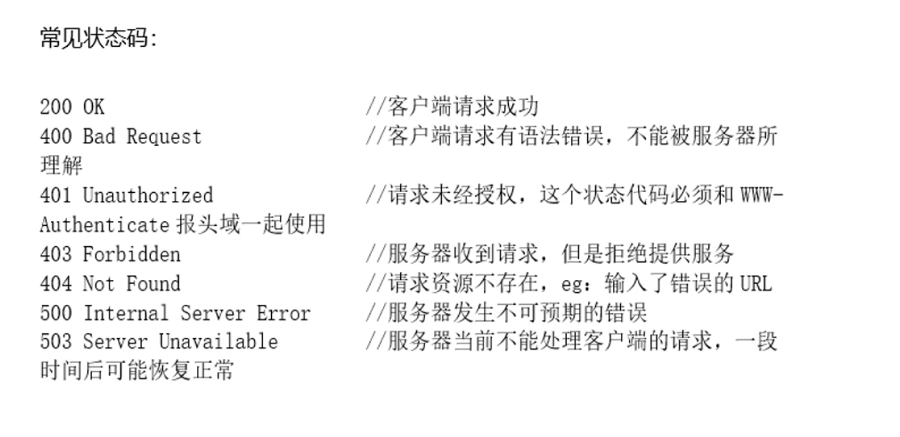 常见状态码：
200 OK //客户端请求成功
400 Bad Request //客户端请求有语法错误，不能被服务器所
理解
401 Unauthorized //请求未经授权，这个状态代码必须和 WWW-
Authenticate 报头域一起使用
403 Forbidden //服务器收到请求，但是拒绝提供服务
404 Not Found //请求资源不存在，eg：输入了错误的 URL
500 Internal Server Error //服务器发生不可预期的错误
503 Server Unavailable //服务器当前不能处理客户端的请求，一段
时间后可能恢复正常